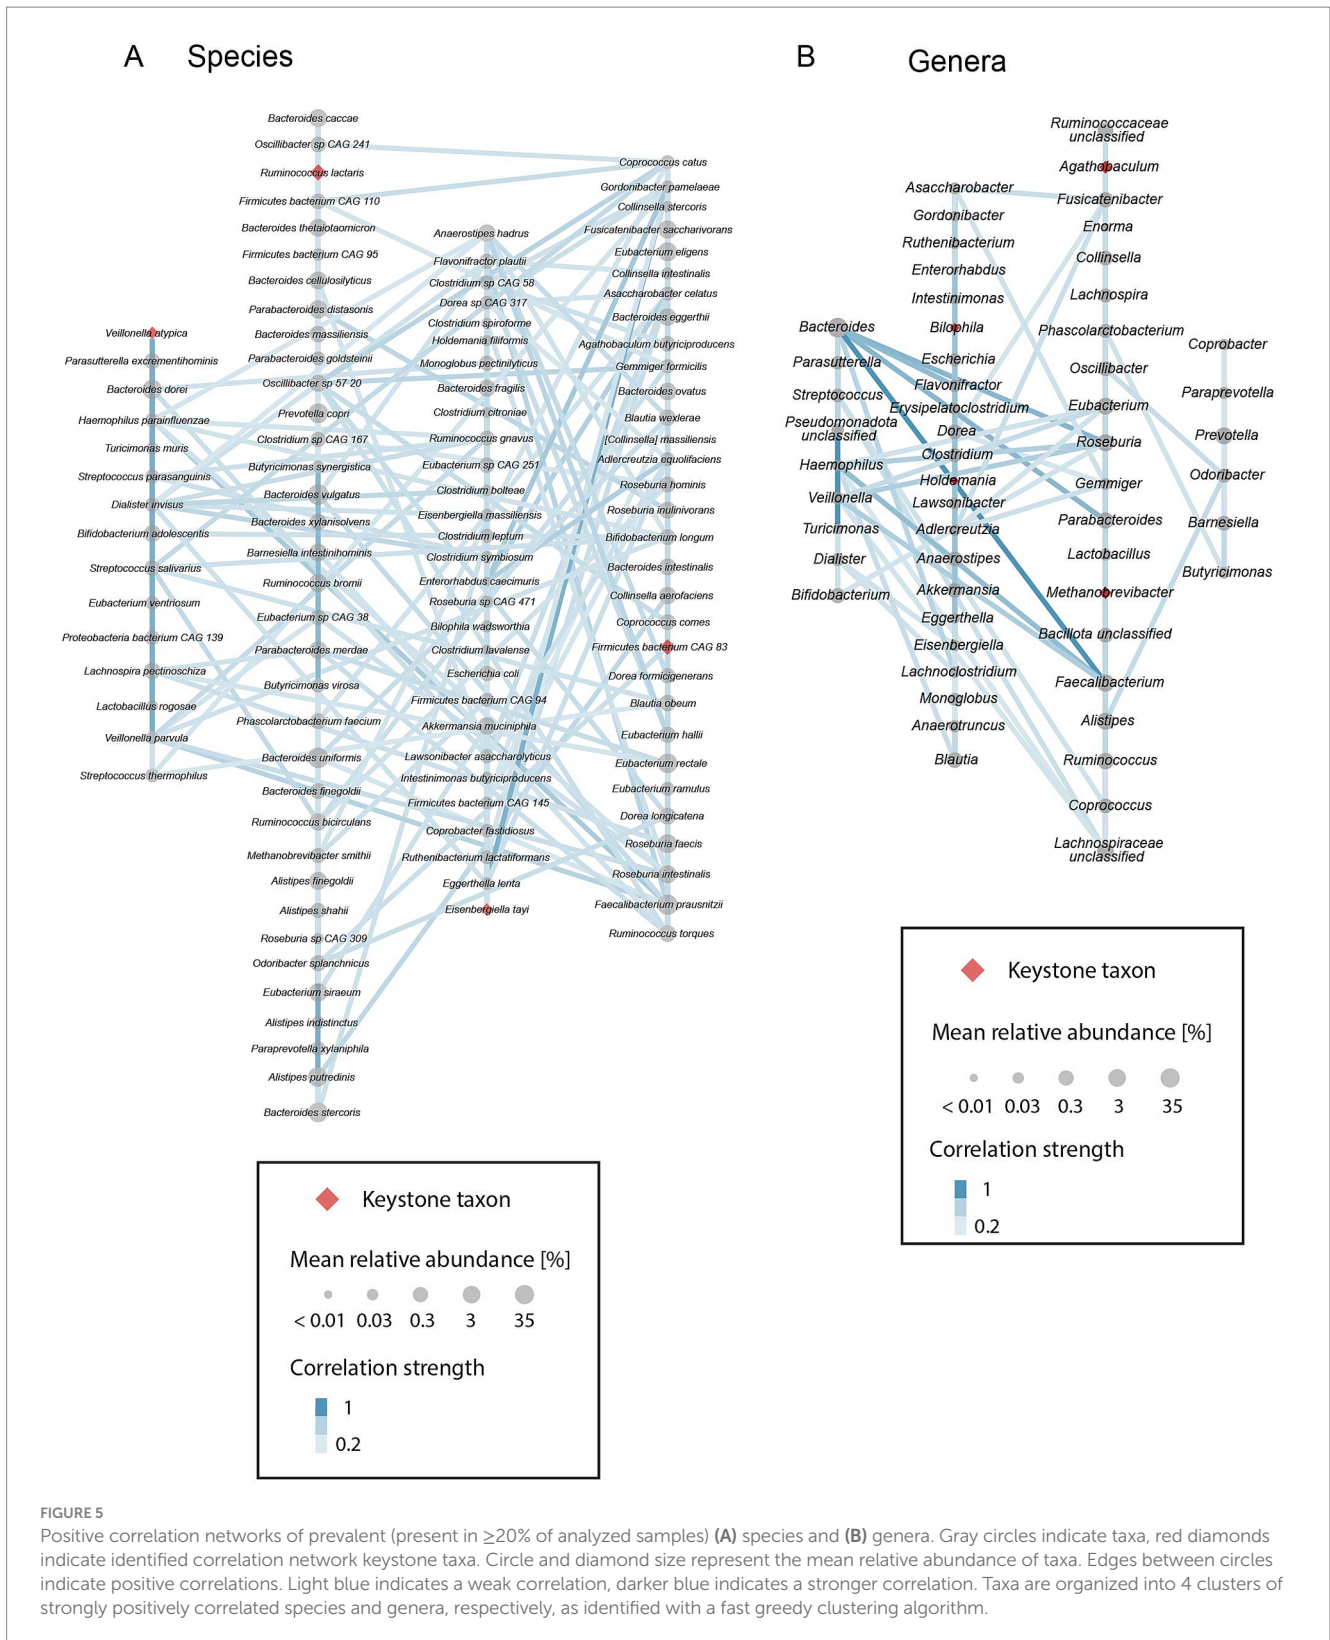 A Species
Bacteroides caccae
Oscillibacter sp CAG 241
Ruminococcus lactaris
Firmicutes bacterium CAG 110
Bacteroides thetaiotaomicron
Firmicutes bacterium CAG 95
Bacteroides cellulosilyticus
Parabacteroides distasonis
Bacteroides massiliensis
Parabacteroides goldsteinii
Oscillibacter sp 57 20
Prevotella copri
Clostridium sp CAG 167
Butyricimonas synergistica
Bacteroides vulgatus
Bacteroides xylanisolvens
Barnesiella intestinihominis
Ruminococcus bromii
Eubacterium sp CAG 38
Parabacteroides merdae
Butyricimonas virosa
Phascolarctobacterium faecium
Bacteroides uniformis
Bacteroides finegoldii
Ruminococcus bicirculans
Methanobrevibacter smithii
Alistipes finegoldii
Alistipes shahii
Roseburia sp CAG 309
Odoribacter splanchnicus
Eubacterium siraeum
Alistipes indistinctus
Paraprevotella xylaniphila
Alistipes putredinis
Bacteroides stercoris
Veillonella atypica
Parasutterella excrementihominis
Bacteroides dorei
Haemophilus parainfluenzae
Turicimonas muris
Streptococcus parasanguinis
Dialister invisus
Bifidobacterium adolescentis
Streptococcus salivarius
Eubacterium ventriosum
Proteobacteria bacterium CAG 139
Lachnospira pectinoschiza
Lactobacillus rogosae
Veillonella parvula
Streptococcus thermophilus
Anaerostipes hadrus
Flavonifractor plautii
Clostridium sp CAG 58
Dorea sp CAG 317
Clostridium spiroforme
Holdemania filiformis
Monoglobus pectinilyticus
Bacteroides fragilis
Clostridium citroniae
Ruminococcus gnavus
Eubacterium sp CAG 251
Clostridium bolteae
Eisenbergiella massiliensis
Clostridium leptum
Clostridium symbiosum
Enterorhabdus caecimuris
Roseburia sp CAG 471
Bilophila wadsworthia
Clostridium lavalense
Escherichia coli
Firmicutes bacterium CAG 94
Akkermansia muciniphila
Lawsonibacter asaccharolyticus
Intestinimonas butyriciproducens
Firmicutes bacterium CAG 145
Coprobacter fastidiosus
Ruthenibacterium lactatiformans
Eggerthella lenta
Eisenbergiella tayi
Coprococcus catus
Gordonibacter pamelaeae
Collinsella stercoris
Fusicatenibacter saccharivorans
Eubacterium eligens
Collinsella intestinalis
Asaccharobacter celatus
Bacteroides eggerthii
Agathobaculum butyriciproducens
Gemmiger formicilis
Bacteroides ovatus
Blautia wexlerae
[Collinsella] massiliensis
Adlercreutzia equolifaciens
Roseburia hominis
Roseburia inulinivorans
Bifidobacterium longum
Bacteroides intestinalis
Collinsella aerofaciens
Coprococcus comes
Firmicutes bacterium CAG 83
Dorea formicigenerans
Blautia obeum
Eubacterium hallii
Eubacterium rectale
Eubacterium ramulus
Dorea longicatena
Roseburia faecis
Roseburia intestinalis
Faecalibacterium prausnitzii
Ruminococcus torques
Keystone taxon
Mean relative abundance [%]
< 0.01 0.03 0.3 3 35
Correlation strength
1
0.2
B Genera
Bacteroides
Parasutterella
Streptococcus
Pseudomonadota
unclassified
Haemophilus
Veillonella
Turicimonas
Dialister
Bifidobacterium
Asaccharobacter
Gordonibacter
Ruthenibacterium
Enterorhabdus
Intestinimonas
Bilophila
Escherichia
Flavonifractor
Erysipelatoclostridium
Dorea
Clostridium
Holdemania
Lawsonibacter
Adlercreutzia
Anaerostipes
Akkermansia
Eggerthella
Eisenbergiella
Lachnoclostridium
Monoglobus
Anaerotruncus
Blautia
Ruminococcaceae
unclassified
Agathobaculum
Fusicatenibacter
Enorma
Collinsella
Lachnospira
Phascolarctobacterium
Oscillibacter
Eubacterium
Roseburia
Gemmiger
Parabacteroides
Lactobacillus
Methanobrevibacter
Bacillota unclassified
Faecalibacterium
Alistipes
Ruminococcus
Coprococcus
Lachnospiraceae
unclassified
Coprobacter
Paraprevotella
Prevotella
Odoribacter
Barnesiella
Butyricimonas
Keystone taxon
Mean relative abundance [%]
< 0.01 0.03 0.3 3 35
Correlation strength
1
0.2
FIGURE 5
Positive correlation networks of prevalent (present in ≥20% of analyzed samples) (A) species and (B) genera. Gray circles indicate taxa, red diamonds
indicate identified correlation network keystone taxa. Circle and diamond size represent the mean relative abundance of taxa. Edges between circles
indicate positive correlations. Light blue indicates a weak correlation, darker blue indicates a stronger correlation. Taxa are organized into 4 clusters of
strongly positively correlated species and genera, respectively, as identified with a fast greedy clustering algorithm.